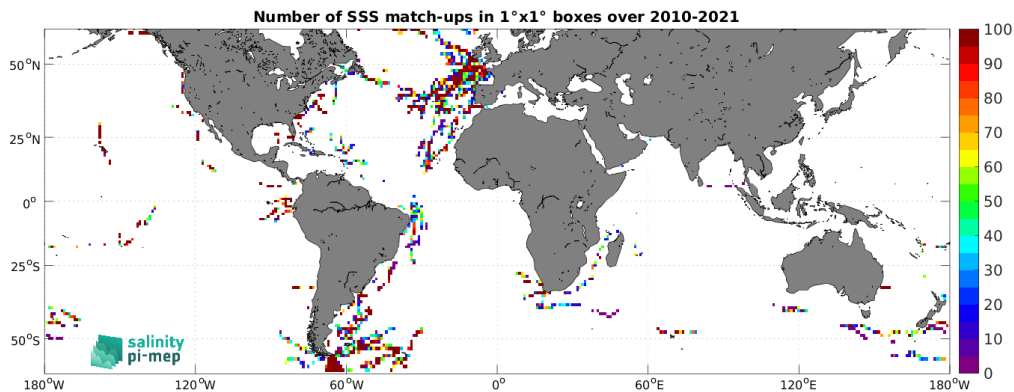 Number of SSS match-ups in 1°x1° boxes over 2010-2021
50°N
25°N
0°
25°S
50°S
180°W
120°W
60°W
0°
60°E
120°E
180°W
100
90
80
70
60
50
40
30
20
10
0
salinity
pi-mep